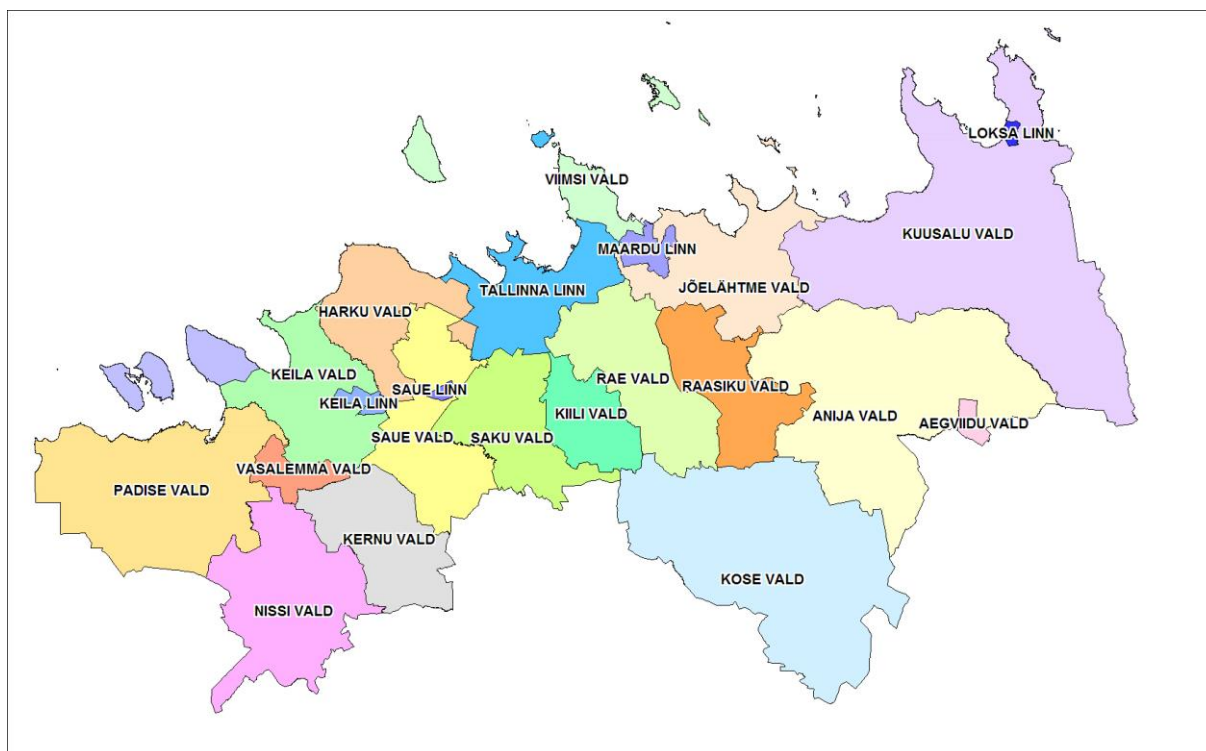 LOKSA LINN
VIIMSI VALD
KUUSALU VALD
MAARDU LINN
TALLINNA LINN
JÕELÄHTME VALD
HARKU VALD
KEILA VALD
RAE VALD
RAASIKU VALD
SAUE LINN
KEILA LINN
KIILI VALD
ANIJA VALD
AEGVIIDU VALD
SAUE VALD
SAKU VALD
VASALEMMA VALD
PADISE VALD
KERNU VALD
KOSE VALD
NISSI VALD